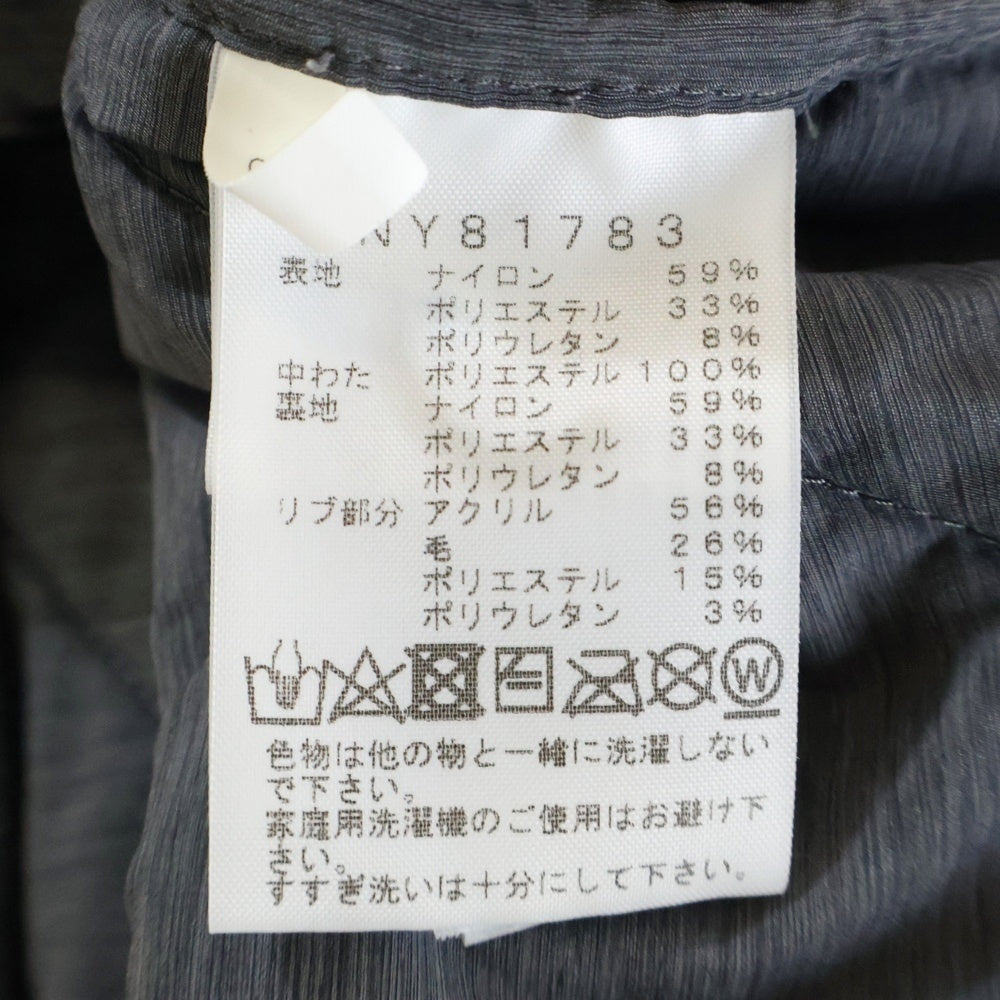 NY81783
表地 ナイロン 59%
ポリエステル 33%
ポリウレタン 8%
中わた ポリエステル 100%
裏地 ナイロン 59%
ポリエステル 33%
ポリウレタン 8%
リブ部分 アクリル 56%
毛 26%
ポリエステル 15%
ポリウレタン 3%
W
色物は他の物と一緒に洗濯しない
で下さい。
家庭用洗濯機のご使用はお避け下
さい。
すすぎ洗いは十分にして下さい。